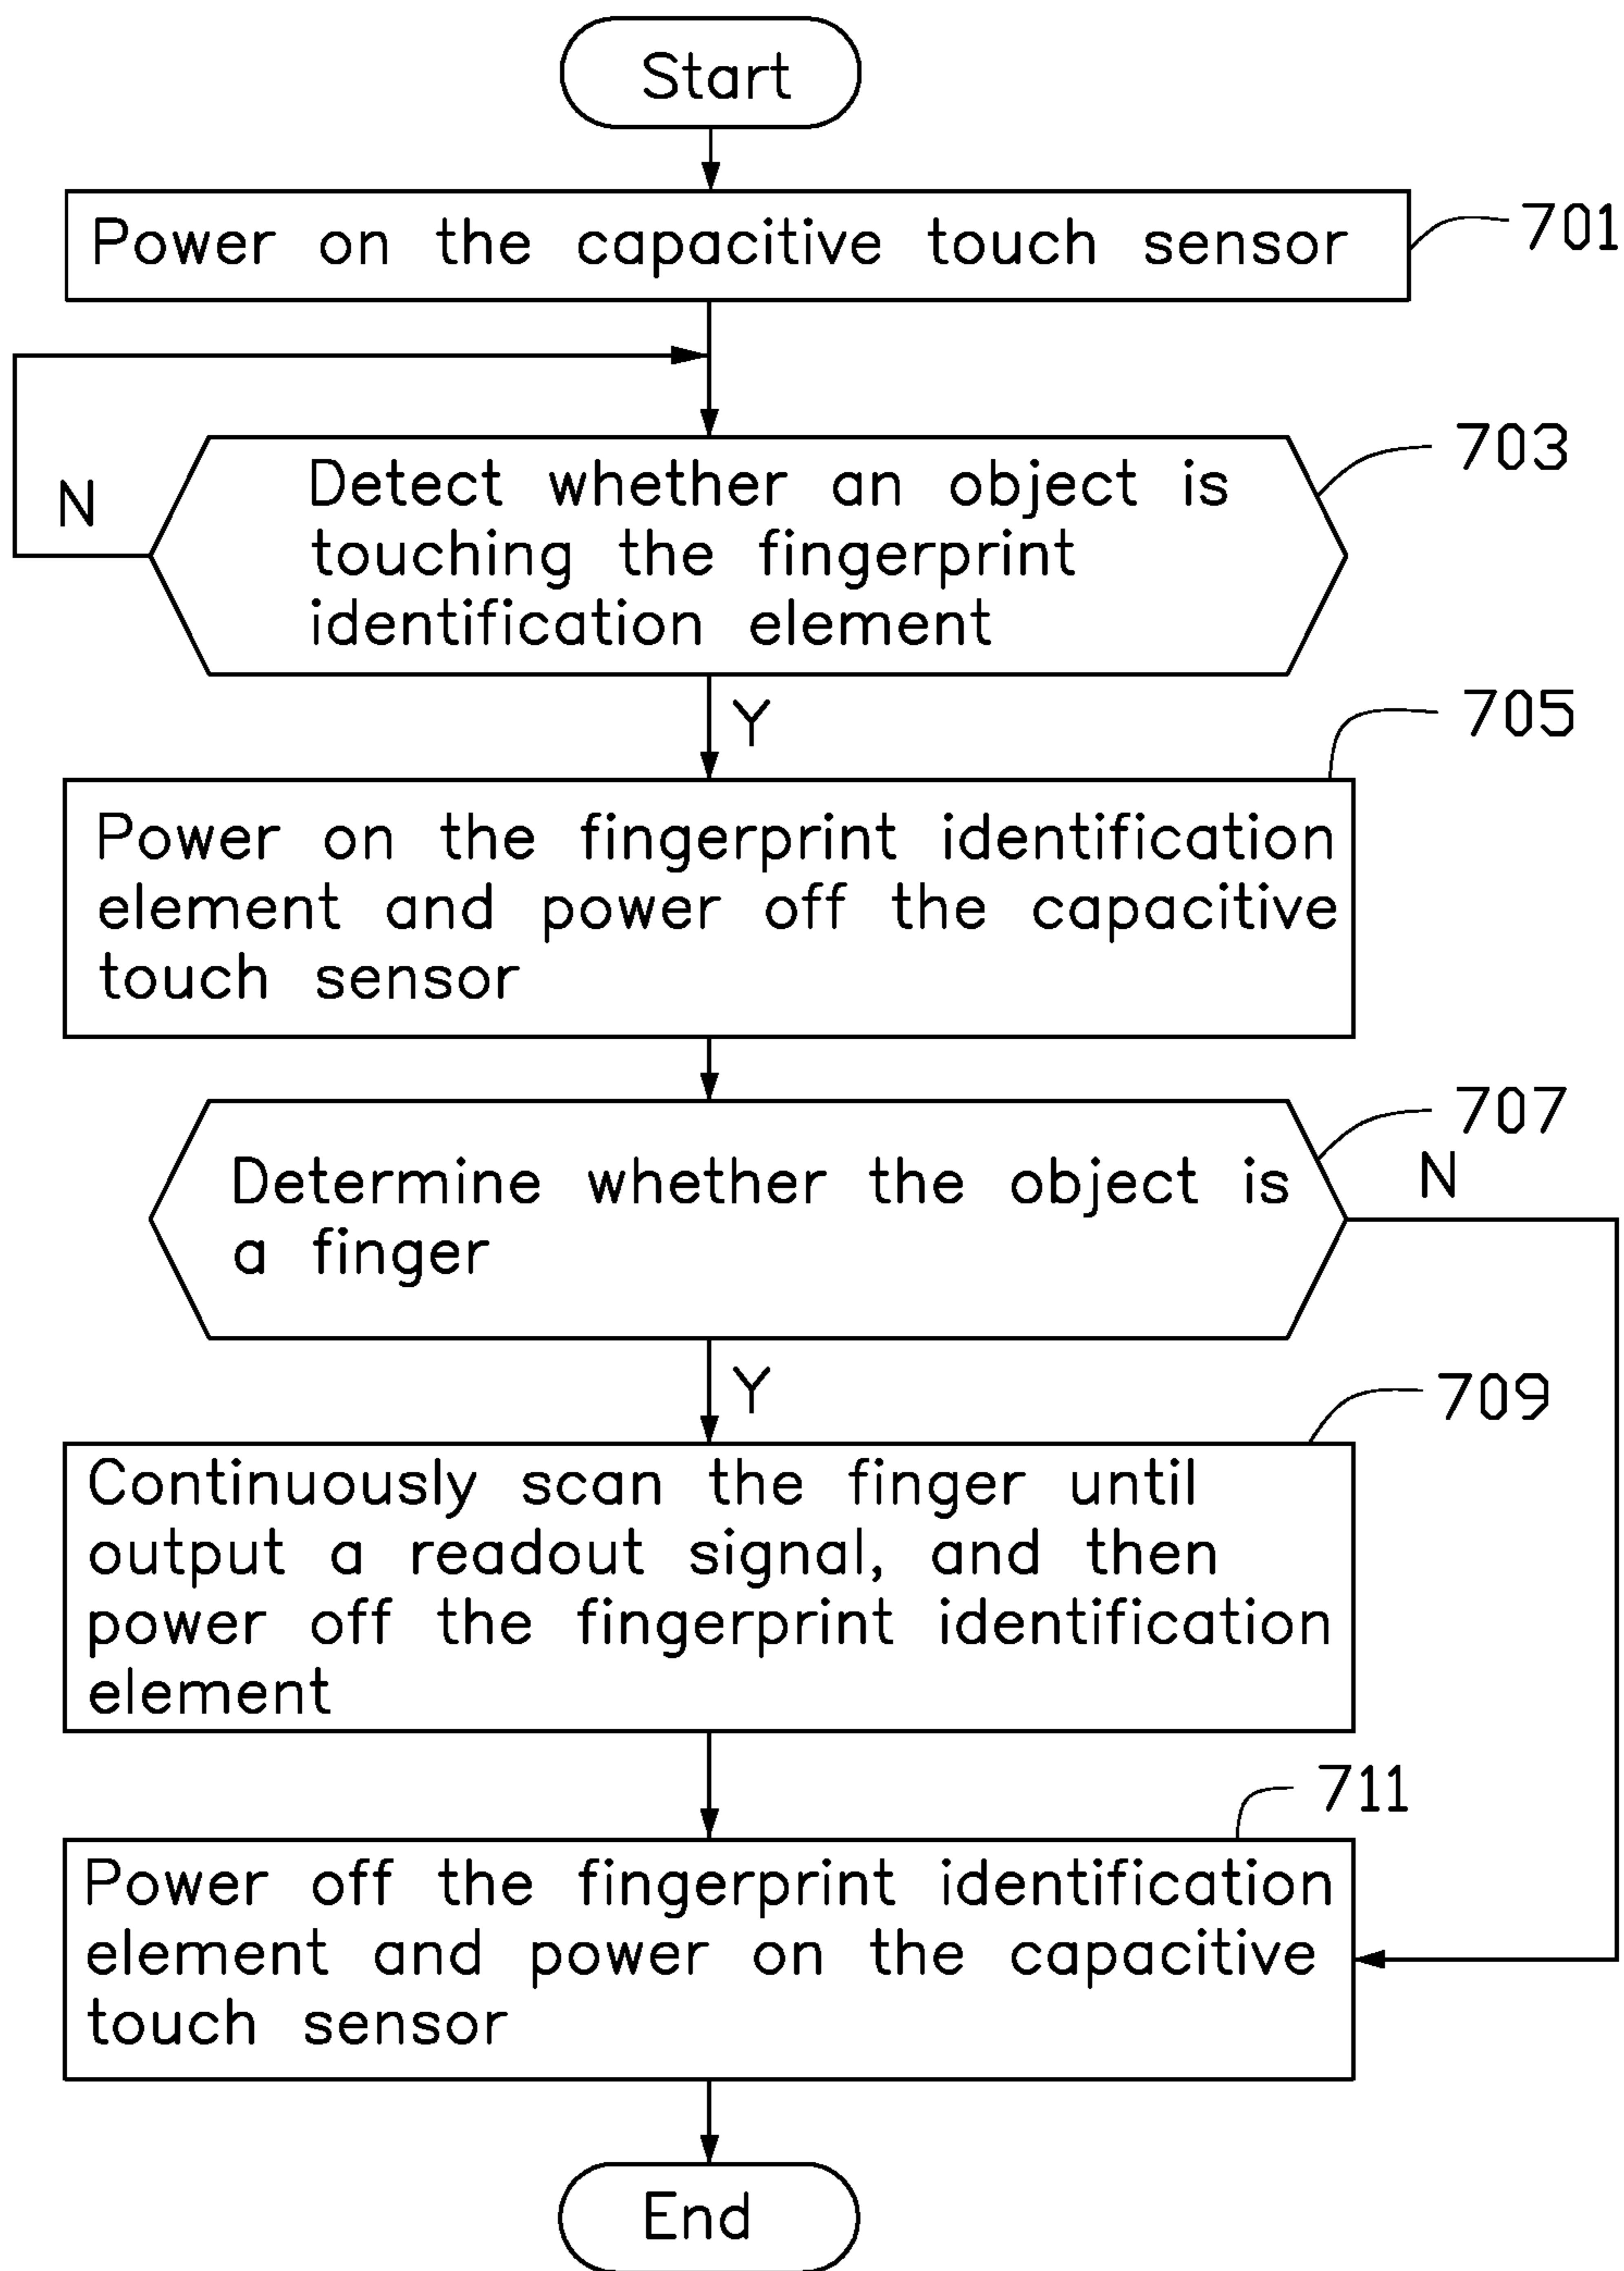 Start
Power on the capacitive touch sensor
701
703
Detect whether an object is
touching the fingerprint
identification element
N
Y
705
Power on the fingerprint identification
element and power off the capacitive
touch sensor
707
Determine whether the object is
a finger
N
Y
709
Continuously scan the finger until
output a readout signal, and then
power off the fingerprint identification
element
711
Power off the fingerprint identification
element and power on the capacitive
touch sensor
End